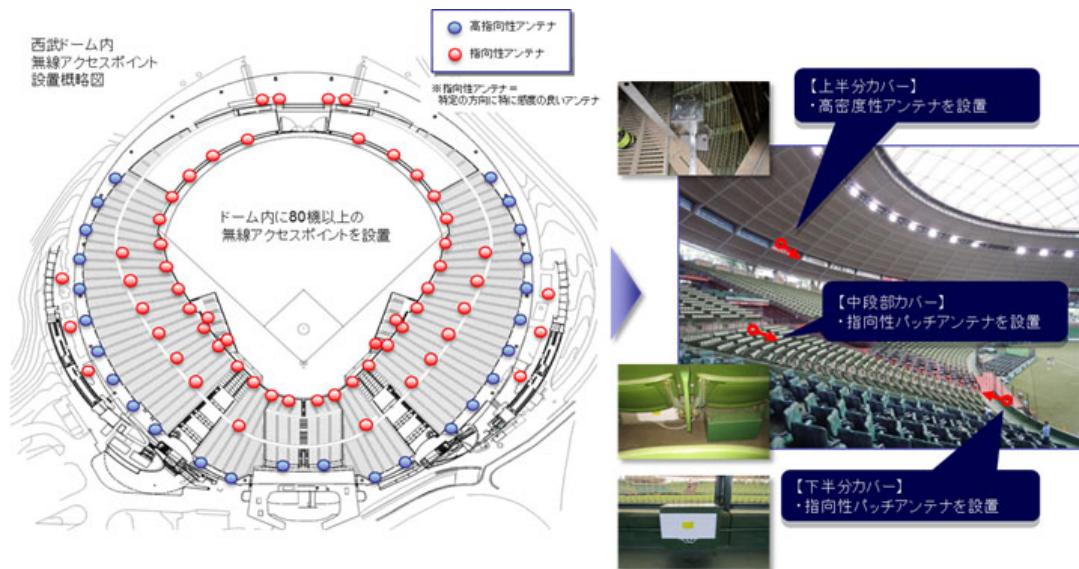 西武ドーム内
無線アクセスポイント
設置概略図
高指向性アンテナ
指向性アンテナ
※指向性アンテナ＝
特定の方向に特に感度の良いアンテナ
ドーム内に80機以上の
無線アクセスポイントを設置
【上半分カバー】
・高密度性アンテナを設置
【中段部カバー】
・指向性パッチアンテナを設置
【下半分カバー】
・指向性パッチアンテナを設置